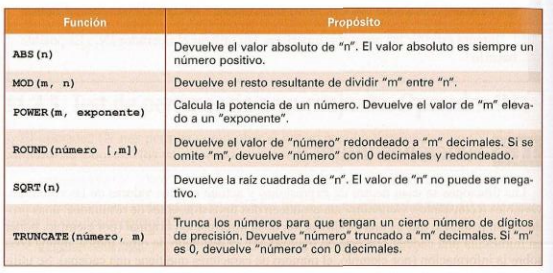 Función Propósito
ABS(n) Devuelve el valor absoluto de "n". El valor absoluto es siempre un
número positivo.
MOD(m, n) Devuelve el resto resultante de dividir "m" entre "n".
POWER(m, exponente) Calcula la potencia de un número. Devuelve el valor de "m" eleva-
do a un "exponente".
ROUND(número [,m]) Devuelve el valor de "número" redondeado a "m" decimales. Si se
omite "m", devuelve "número" con 0 decimales y redondeado.
SQRT(n) Devuelve la raíz cuadrada de "n". El valor de "n" no puede ser nega-
tivo.
TRUNCATE(número, m) Trunca los números para que tengan un cierto número de dígitos
de precisión. Devuelve "número" truncado a "m" decimales. Si "m"
es 0, devuelve "número" con 0 decimales.